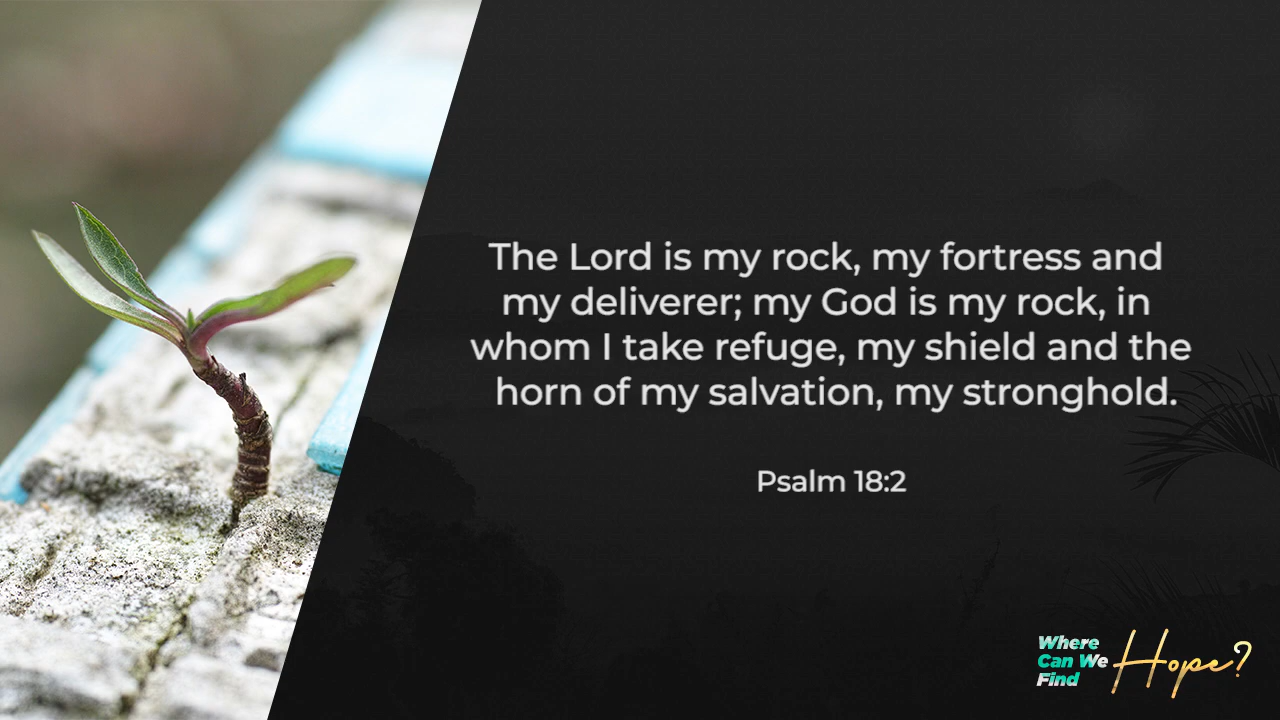 The Lord is my rock, my fortress and
my deliverer; my God is my rock, in
whom I take refuge, my shield and the
horn of my salvation, my stronghold.
Psalm 18:2
Where
Can We
Find
Hope?